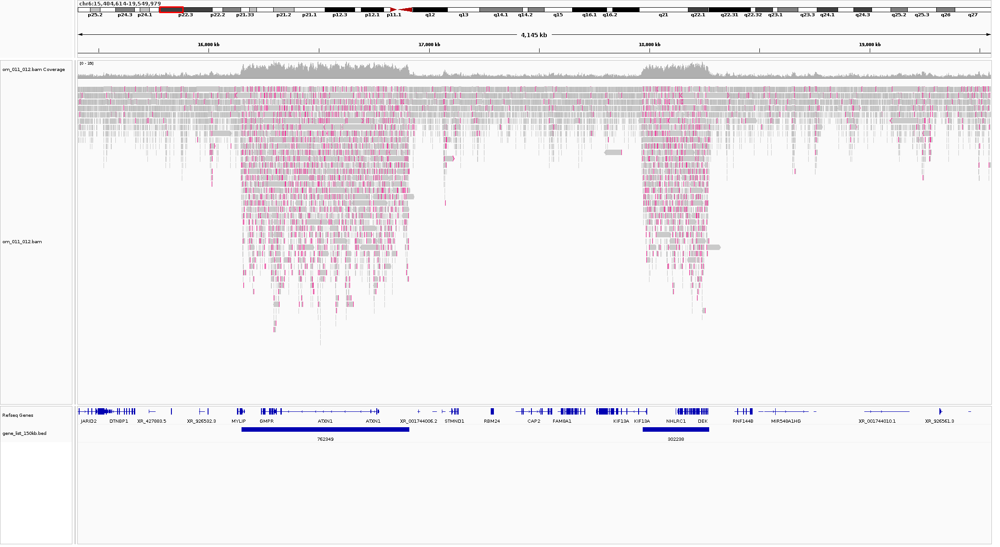 chr6:15,404,614-19,549,979
p25.2 p24.3 p24.1 p22.3 p22.2 p21.33 p21.2 p21.1 p12.3 p12.1 p11.1 q12 q13 q14.1 q14.2 q15 q16.1 q16.2 q21 q22.1 q22.31 q22.32 q23.1 q23.3 q24.1 q24.3 q25.2 q25.3 q26 q27
4,145 kb
16,000 kb 17,000 kb 18,000 kb 19,000 kb
[0 - 39]
om_011_012.bam Coverage
om_011_012.bam
Refseq Genes
JARID2 DTNBP1 XR_427883.5 XR_926532.3 MYLIP GMPR ATXN1 ATXN1 XR_001744006.2 STMND1 RBM24 CAP2 FAM8A1 KIF13A KIF13A NHLRC1 DEK RNF144B MIR548A1HG XR_001744010.1 XR_926561.3
gene_list_150kb.bed
762349 302238